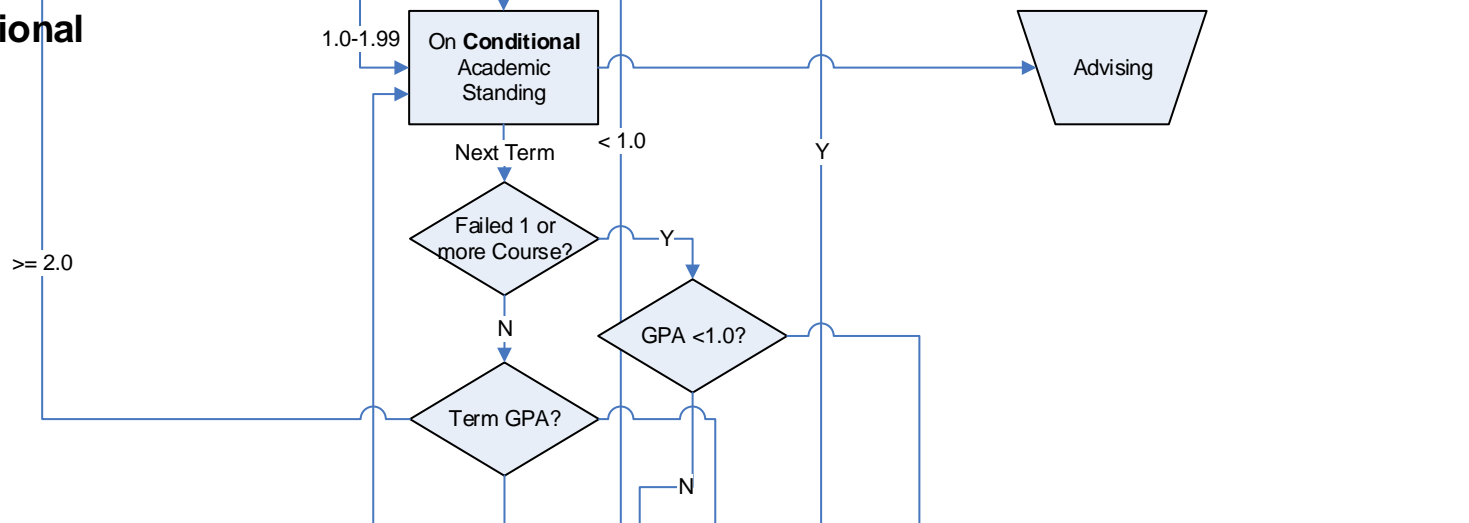 ional
1.0-1.99
On Conditional
Academic
Standing
Advising
< 1.0
Next Term
Y
Failed 1 or
more Course?
Y
>= 2.0
N
GPA <1.0?
Term GPA?
N